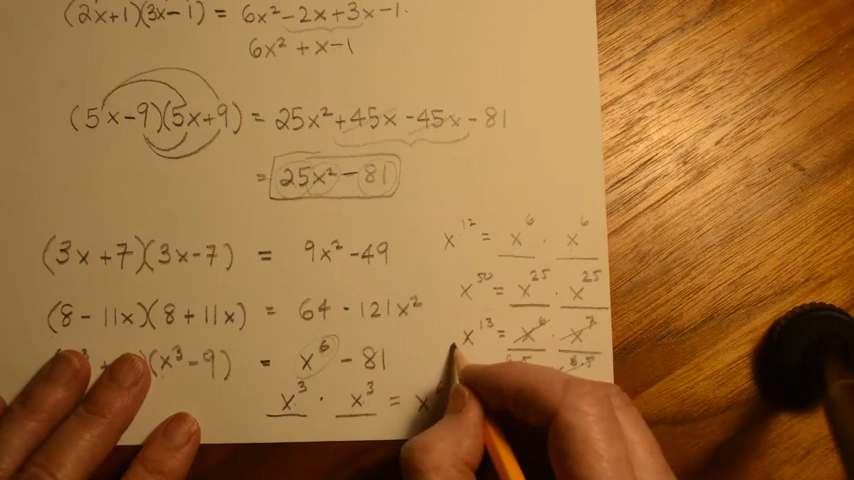 (2x+1)(3x-1) = 6x² -2x+3x-1.
6x² + x-1
(5x-9)(5x+9) = 25x² +45x -45x - 81
= 25x² - 81
(3x+7)(3x-7) = 9x² -49
(8 - 11x)(8 + 11x) = 64 - 121x²
(x³ - 9) = x⁶ - 81
x³ · x³ = x
x¹² = x⁶ · x⁶
x⁵⁰ = x²⁵ · x²⁵
x¹³ = x⁶ · x⁷